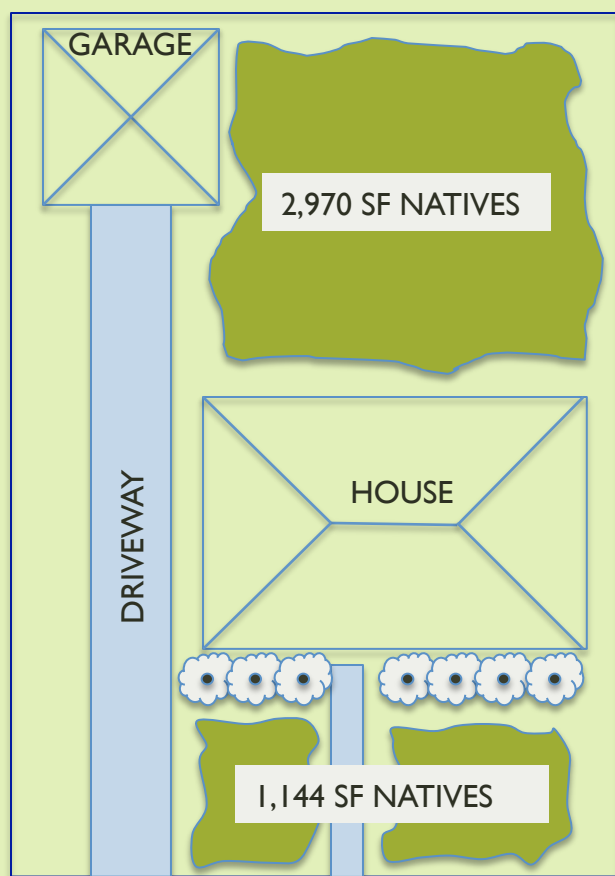 GARAGE
2,970 SF NATIVES
HOUSE
DRIVEWAY
1,144 SF NATIVES